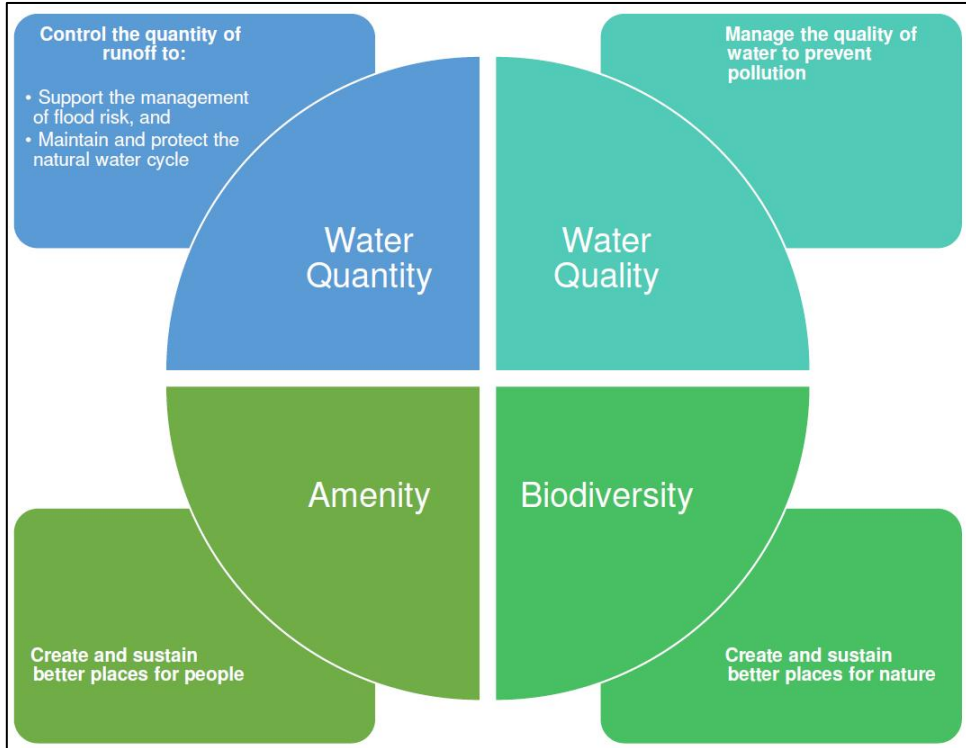 Control the quantity of
runoff to:
• Support the management
of flood risk, and
• Maintain and protect the
natural water cycle
Manage the quality of
water to prevent
pollution
Water
Quantity
Water
Quality
Amenity
Biodiversity
Create and sustain
better places for people
Create and sustain
better places for nature